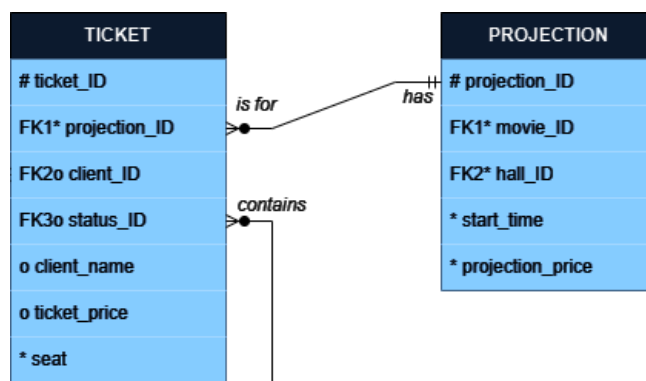 TICKET
# ticket_ID
FK1* projection_ID
FK2o client_ID
FK3o status_ID
o client_name
o ticket_price
* seat
is for
has
contains
PROJECTION
# projection_ID
FK1* movie_ID
FK2* hall_ID
* start_time
* projection_price